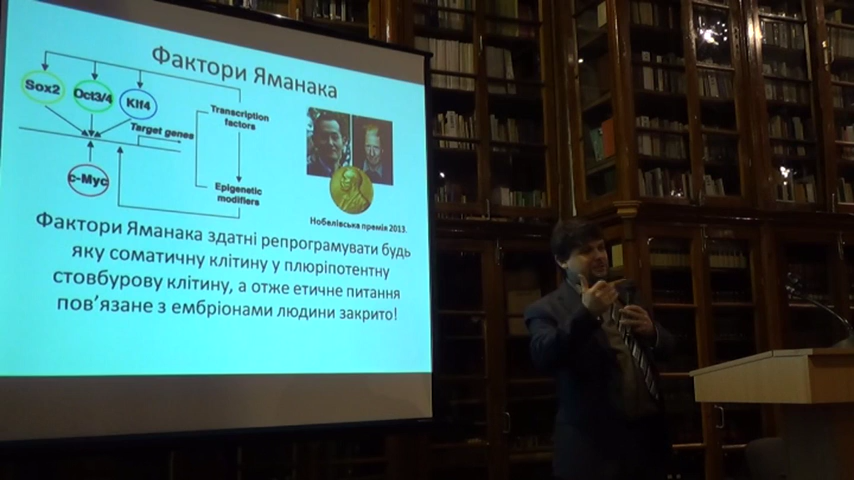 Фактори Яманака
Sox2
Oct3/4
Klf4
Transcription
factors
Target genes
c-Myc
Epigenetic
modifiers
Нобелівська премія 2013.
Фактори Яманака здатні репрограмувати будь
яку соматичну клітину у плюріпотентну
стовбурову клітину, а отже етичне питання
пов’язане з ембріонами людини закрито!